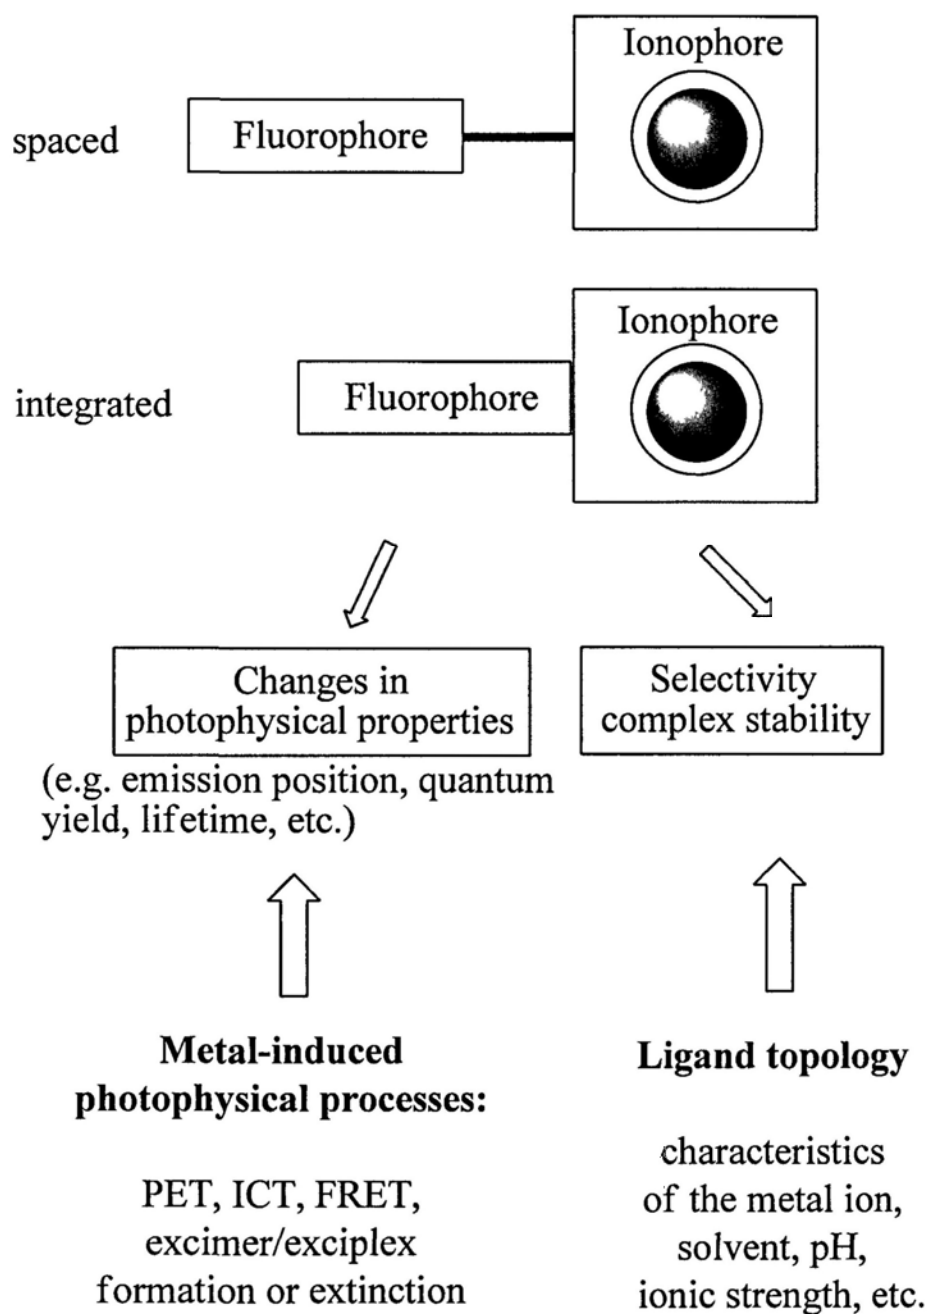 Ionophore
spaced
Fluorophore
Ionophore
integrated
Fluorophore
Changes in
photophysical properties
(e.g. emission position, quantum
yield, lifetime, etc.)
Selectivity
complex stability
Metal-induced
photophysical processes:
PET, ICT, FRET,
excimer/exciplex
formation or extinction
Ligand topology
characteristics
of the metal ion,
solvent, pH,
ionic strength, etc.